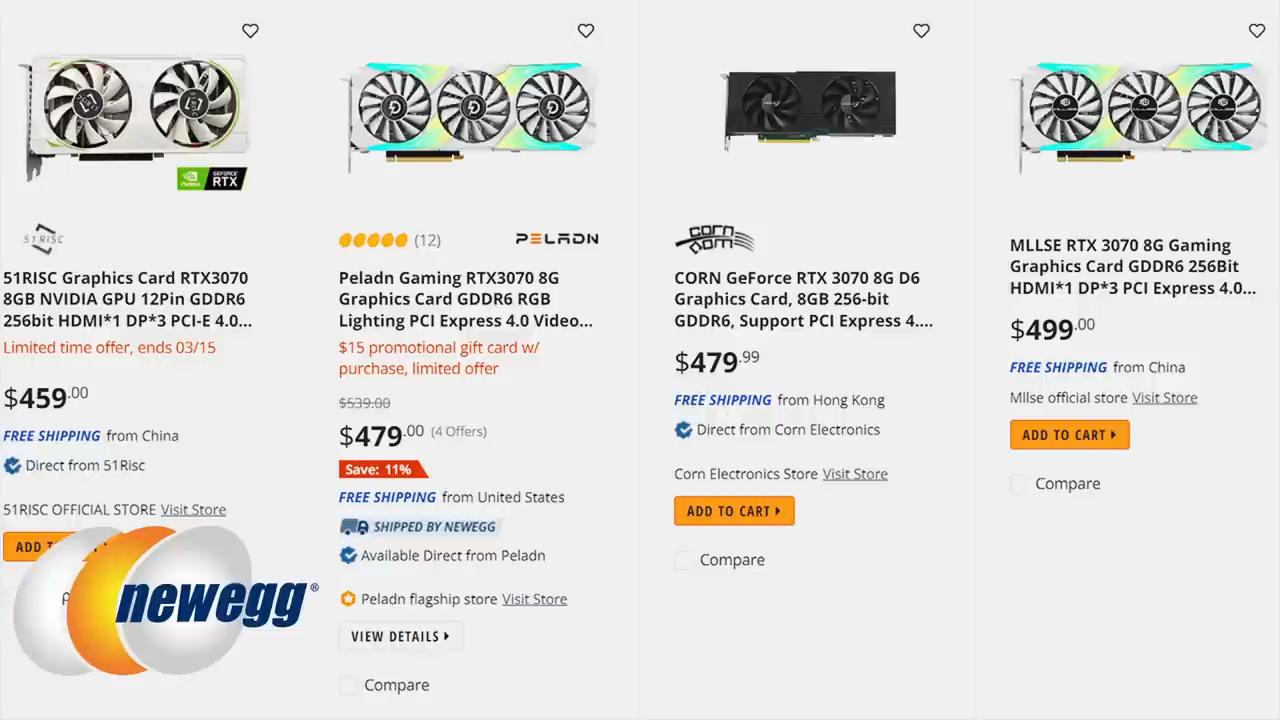 GEFORCE
RTX
nvidia
51RISC
51RISC Graphics Card RTX3070
8GB NVIDIA GPU 12Pin GDDR6
256bit HDMI*1 DP*3 PCI-E 4.0...
Limited time offer, ends 03/15
$459.00
FREE SHIPPING from China
Direct from 51Risc
51RISC OFFICIAL STORE Visit Store
ADD
newegg®
(12)
PELADN
Peladn Gaming RTX3070 8G
Graphics Card GDDR6 RGB
Lighting PCI Express 4.0 Video...
$15 promotional gift card w/
purchase, limited offer
$539.00
$479.00 (4 Offers)
Save: 11%
FREE SHIPPING from United States
SHIPPED BY NEWEGG
Available Direct from Peladn
Peladn flagship store Visit Store
VIEW DETAILS
Compare
CORN
CORN GeForce RTX 3070 8G D6
Graphics Card, 8GB 256-bit
GDDR6, Support PCI Express 4....
$479.99
FREE SHIPPING from Hong Kong
Direct from Corn Electronics
Corn Electronics Store Visit Store
ADD TO CART
Compare
MLLSE RTX 3070 8G Gaming
Graphics Card GDDR6 256Bit
HDMI*1 DP*3 PCI Express 4.0...
$499.00
FREE SHIPPING from China
Mllse official store Visit Store
ADD TO CART
Compare